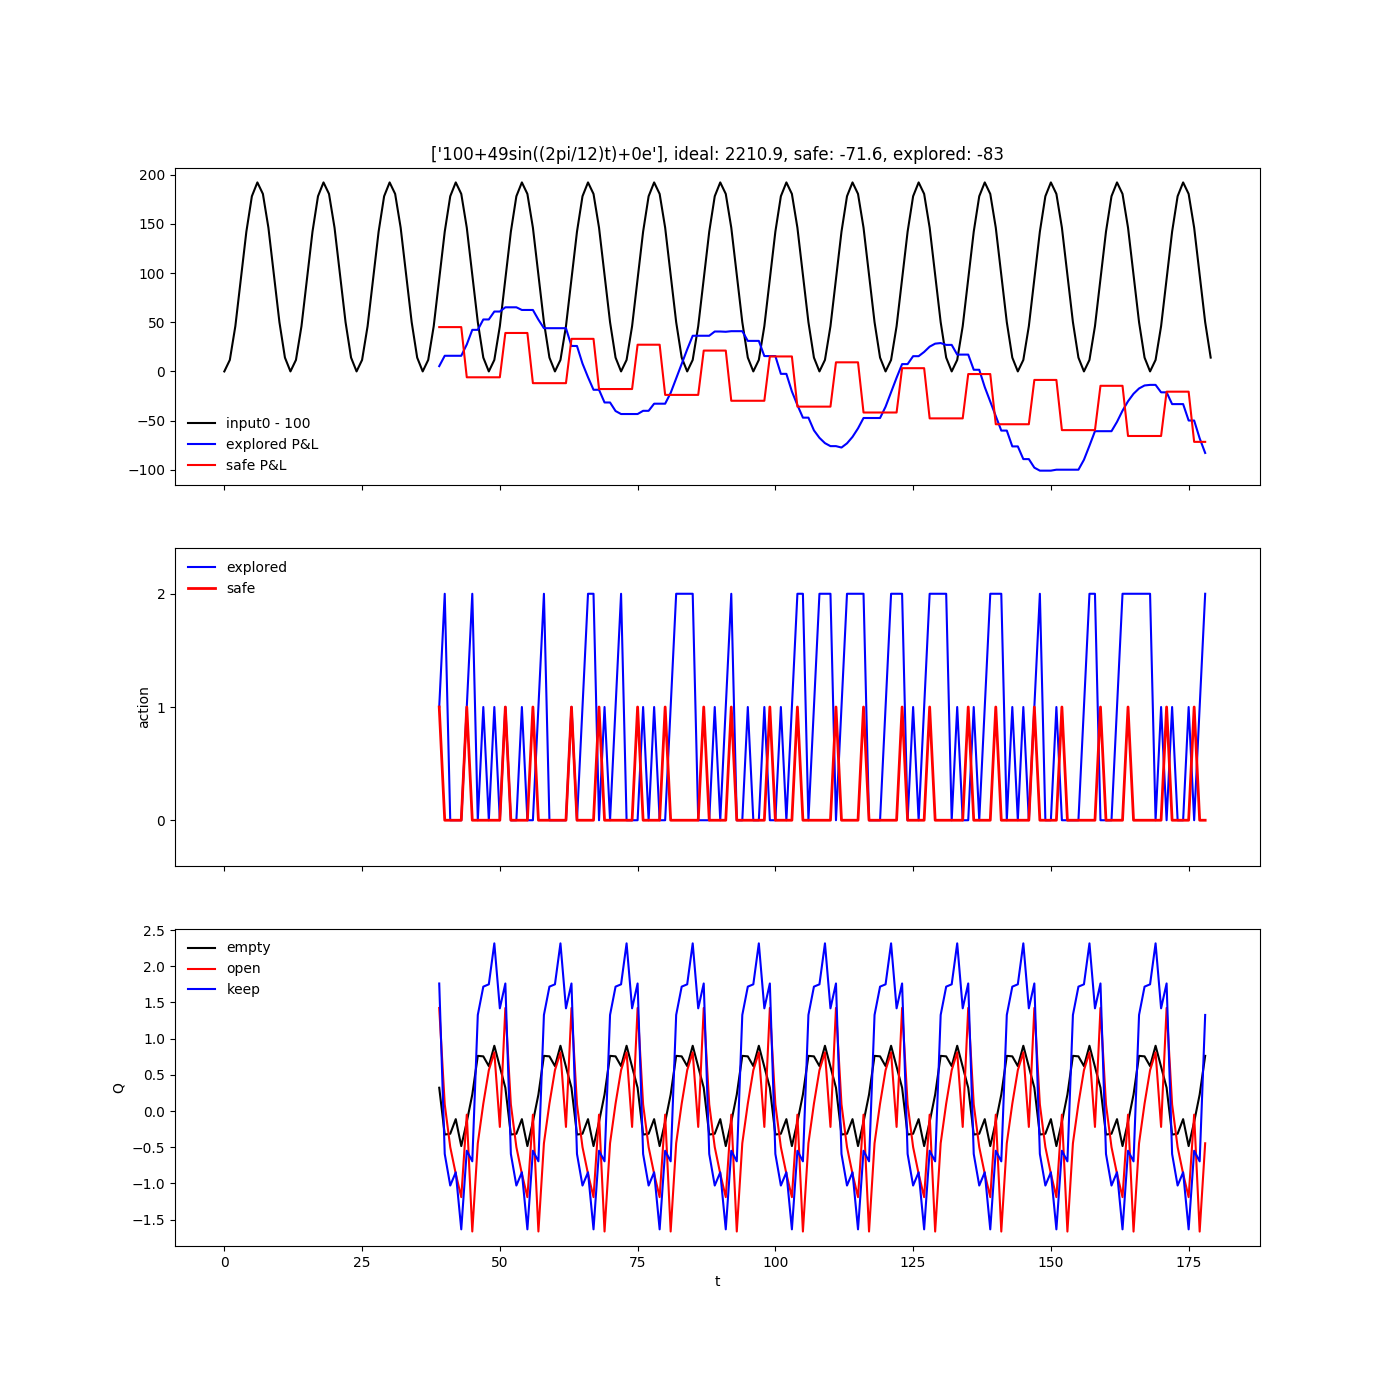 ['100+49sin((2pi/12)t)+0e'], ideal: 2210.9, safe: -71.6, explored: -83
200
150
100
50
0
−50
−100
input0 - 100
explored P&L
safe P&L
2
1
0
action
explored
safe
2.5
2.0
1.5
1.0
0.5
0.0
−0.5
−1.0
−1.5
Q
empty
open
keep
0 25 50 75 100 125 150 175
t